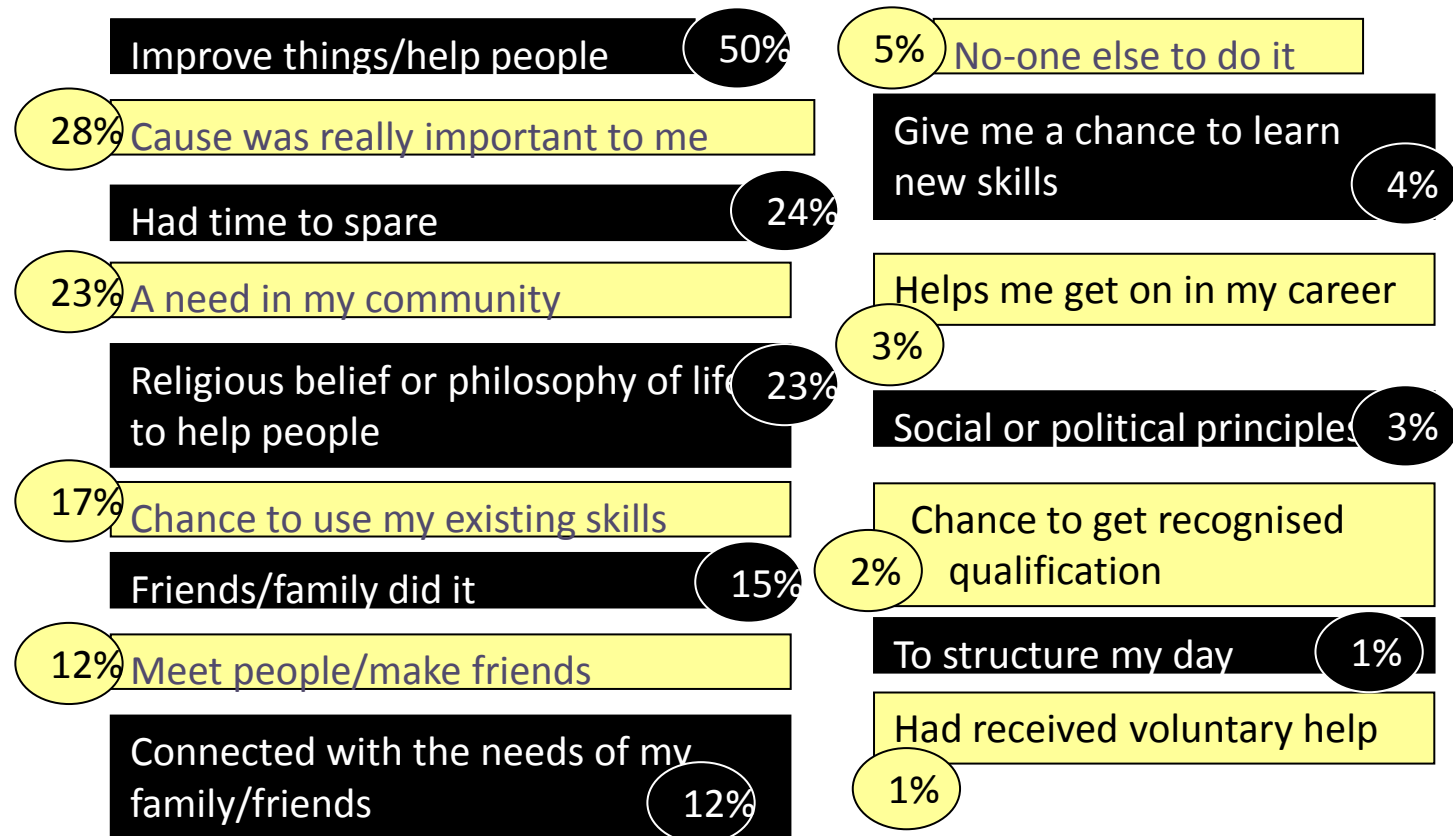 Improve things/help people 50%
28% Cause was really important to me
Had time to spare 24%
23% A need in my community
Religious belief or philosophy of life 23%
to help people
17% Chance to use my existing skills
Friends/family did it 15%
12% Meet people/make friends
Connected with the needs of my
family/friends 12%
5% No-one else to do it
Give me a chance to learn
new skills 4%
Helps me get on in my career
3%
Social or political principles 3%
Chance to get recognised
2% qualification
To structure my day 1%
Had received voluntary help
1%